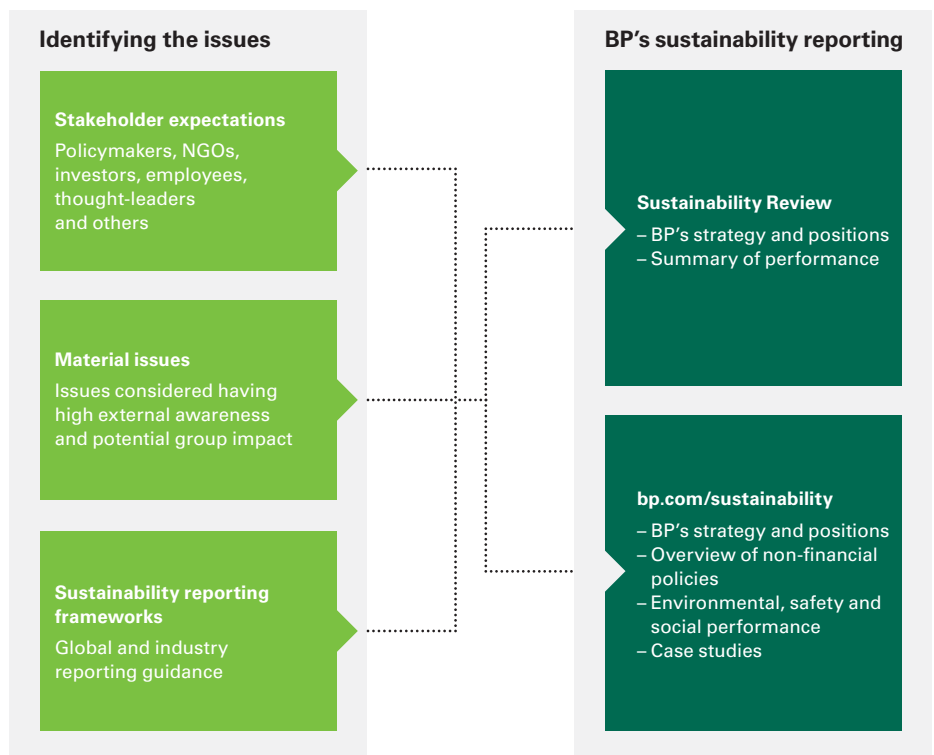 Identifying the issues
Stakeholder expectations
Policymakers, NGOs,
investors, employees,
thought-leaders
and others
Material issues
Issues considered having
high external awareness
and potential group impact
Sustainability reporting
frameworks
Global and industry
reporting guidance
BP's sustainability reporting
Sustainability Review
– BP's strategy and positions
– Summary of performance
bp.com/sustainability
– BP's strategy and positions
– Overview of non-financial
policies
– Environmental, safety and
social performance
– Case studies